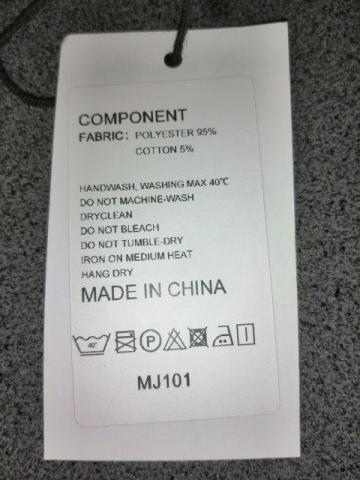 COMPONENT
FABRIC: POLYESTER 95%
COTTON 5%
HANDWASH, WASHING MAX 40℃
DO NOT MACHINE-WASH
DRYCLEAN
DO NOT BLEACH
DO NOT TUMBLE-DRY
IRON ON MEDIUM HEAT
HANG DRY
MADE IN CHINA
40° P
MJ101